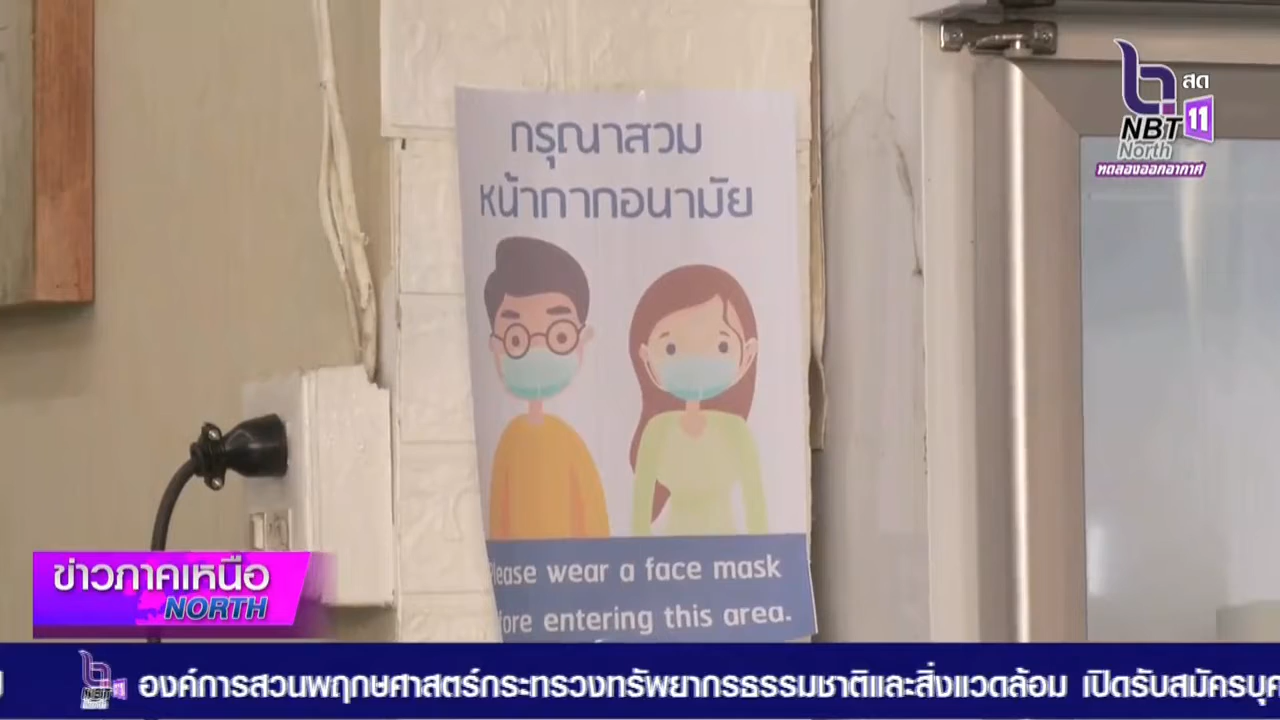 กรุณาสวม
หน้ากากอนามัย
wear a face mask
entering this area.
สด
NBT 11
North
ทดลองออกอากาศ
ข่าวภาคเหนือ
NORTH
NBT 11
North
องค์การสวนพฤกษศาสตร์กระทรวงทรัพยากรธรรมชาติและสิ่งแวดล้อม เปิดรับสมัครบุค